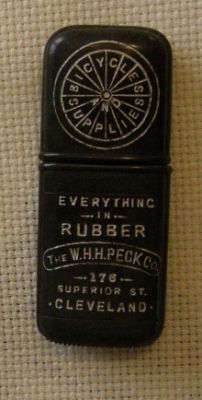 BICYCLES
AND
SUPPLIES
EVERYTHING
IN
RUBBER
THE W.H.H. PECK CO.
176
SUPERIOR ST.
· CLEVELAND ·